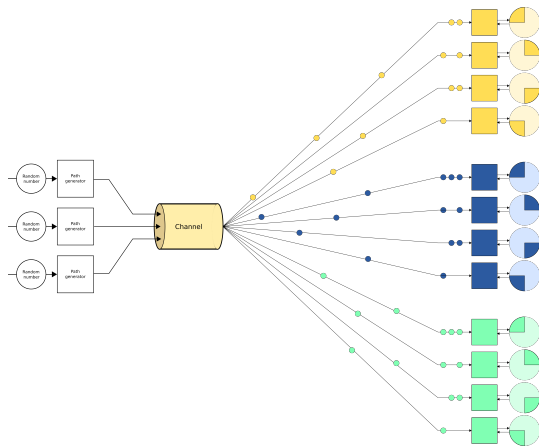 Random
number
Path
generator
Random
number
Path
generator
Channel
Random
number
Path
generator